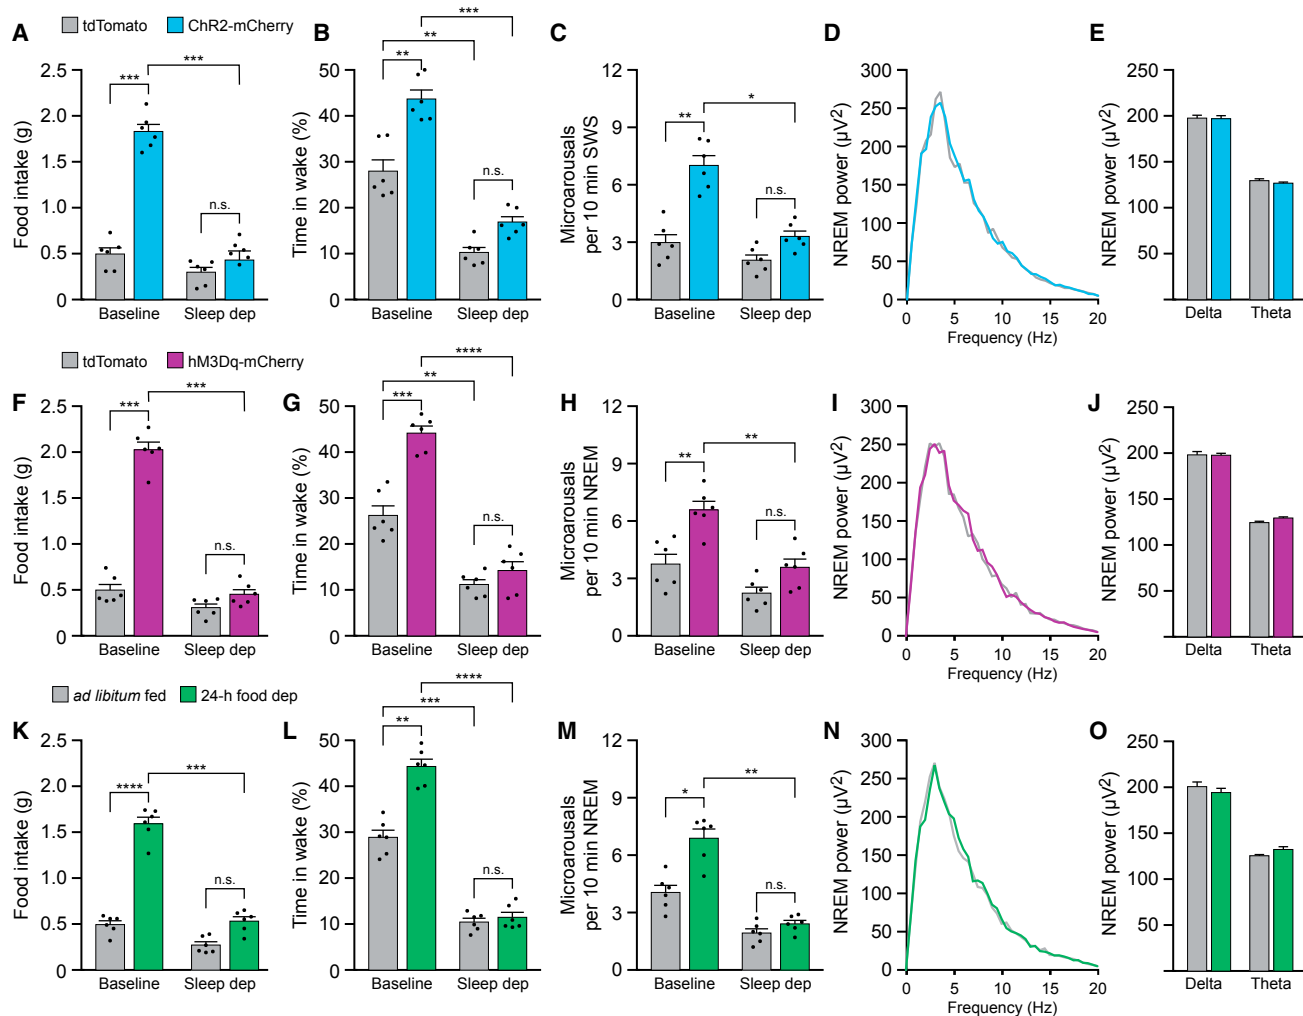 tdTomato ChR2-mCherry
A
Food intake (g)
2.5
2.0
1.5
1.0
0.5
0
***
***
n.s.
Baseline Sleep dep
B
Time in wake (%)
50
40
30
20
10
0
***
**
**
n.s.
Baseline Sleep dep
C
Microarousals
per 10 min SWS
12
9
6
3
0
*
**
n.s.
Baseline Sleep dep
D
NREM power (µV2)
300
250
200
150
100
50
0
0 5 10 15 20
Frequency (Hz)
E
250
200
150
100
50
0
Delta Theta
tdTomato hM3Dq-mCherry
F
Food intake (g)
2.5
2.0
1.5
1.0
0.5
0
***
***
n.s.
Baseline Sleep dep
G
Time in wake (%)
50
40
30
20
10
0
****
**
***
n.s.
Baseline Sleep dep
H
Microarousals
per 10 min NREM
12
9
6
3
0
**
**
n.s.
Baseline Sleep dep
I
NREM power (µV2)
300
250
200
150
100
50
0
0 5 10 15 20
Frequency (Hz)
J
NREM power (µV2)
250
200
150
100
50
0
Delta Theta
ad libitum fed 24-h food dep
K
Food intake (g)
2.5
2.0
1.5
1.0
0.5
0
***
****
n.s.
Baseline Sleep dep
L
Time in wake (%)
50
40
30
20
10
0
****
***
**
n.s.
Baseline Sleep dep
M
Microarousals
per 10 min NREM
12
9
6
3
0
**
*
n.s.
Baseline Sleep dep
N
NREM power (µV2)
300
250
200
150
100
50
0
0 5 10 15 20
Frequency (Hz)
O
NREM power (µV2)
250
200
150
100
50
0
Delta Theta